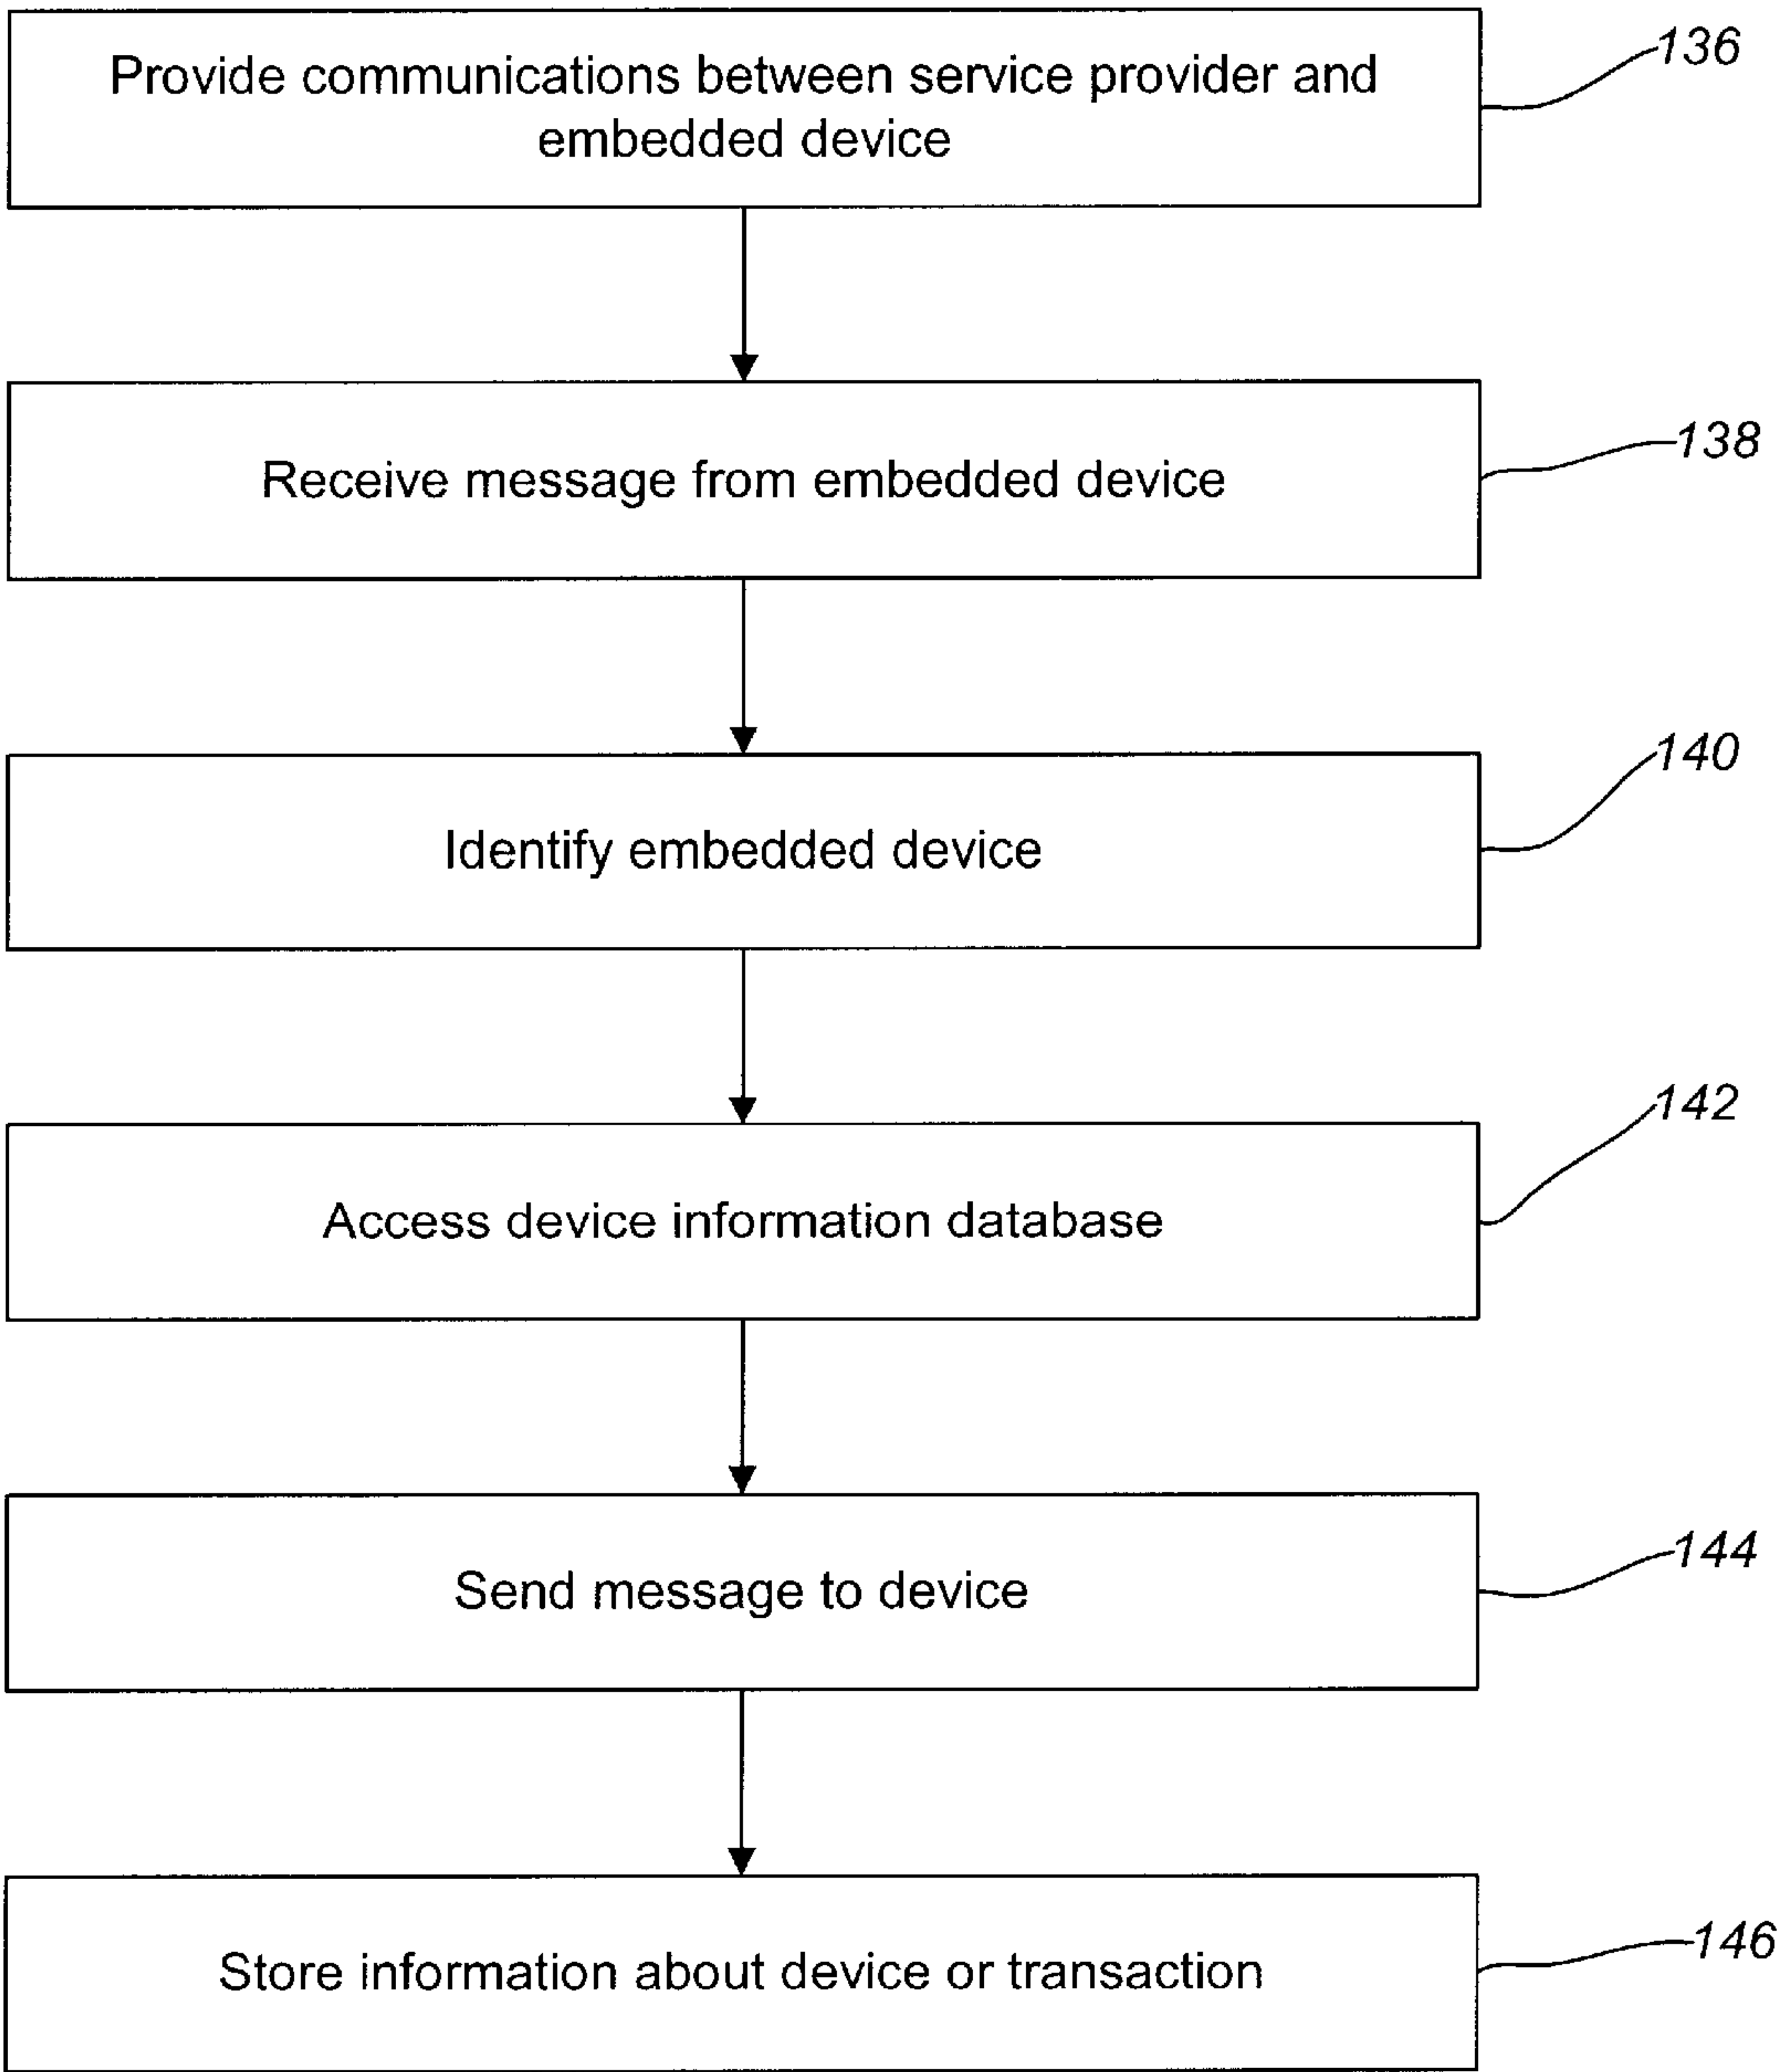 Provide communications between service provider and
embedded device
136
Receive message from embedded device
138
Identify embedded device
140
Access device information database
142
Send message to device
144
Store information about device or transaction
146